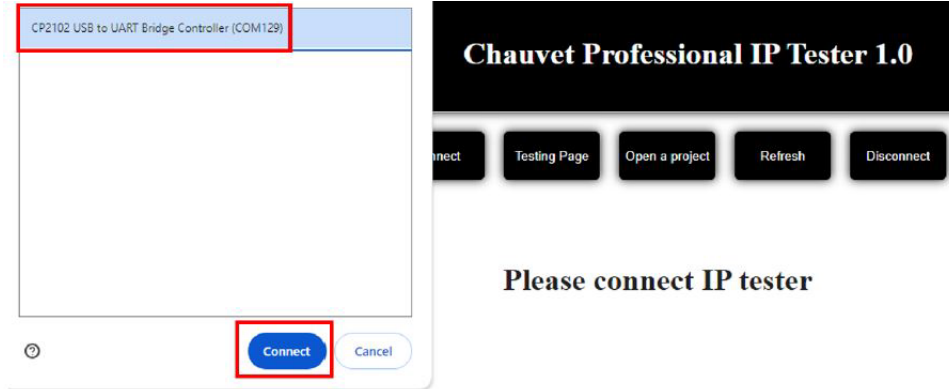 CP2102 USB to UART Bridge Controller (COM129)
Connect
Cancel
Chauvet Professional IP Tester 1.0
nnect
Testing Page
Open a project
Refresh
Disconnect
Please connect IP tester